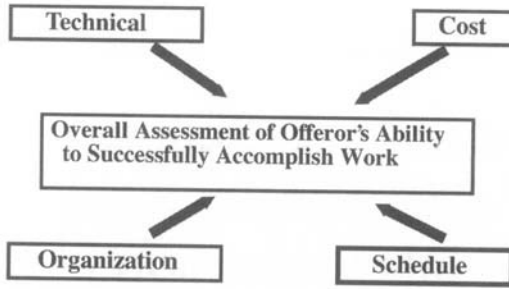 Technical
Cost
Overall Assessment of Offeror's Ability
to Successfully Accomplish Work
Organization
Schedule